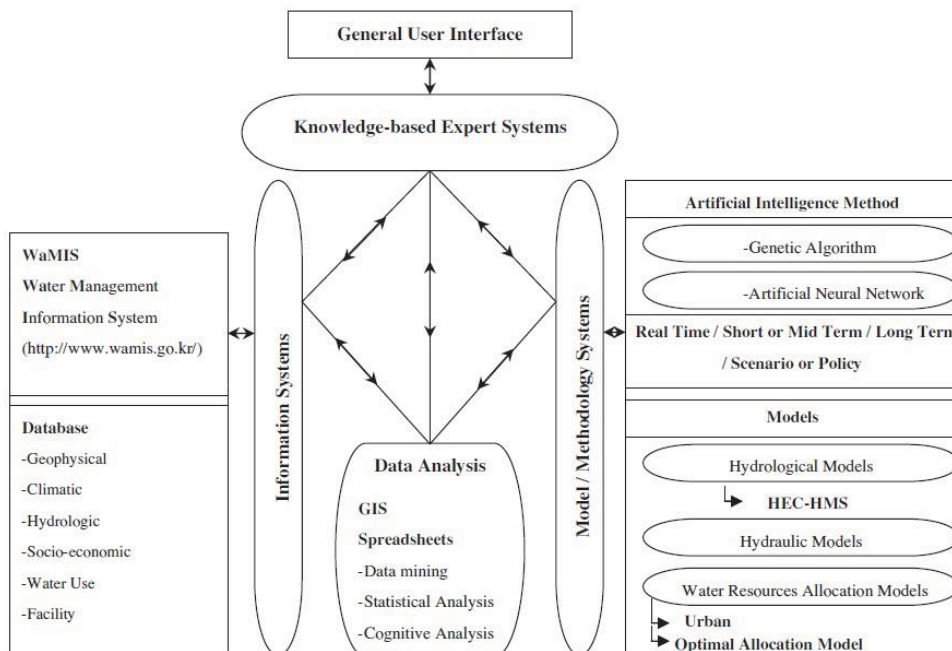 General User Interface
Knowledge-based Expert Systems
WaMIS
Water Management
Information System
(http://www.wamis.go.kr/)
Database
-Geophysical
-Climatic
-Hydrologic
-Socio-economic
-Water Use
-Facility
Information Systems
Data Analysis
GIS
Spreadsheets
-Data mining
-Statistical Analysis
-Cognitive Analysis
Model / Methodology Systems
Artificial Intelligence Method
-Genetic Algorithm
-Artificial Neural Network
Real Time / Short or Mid Term / Long Term
/ Scenario or Policy
Models
Hydrological Models
HEC-HMS
Hydraulic Models
Water Resources Allocation Models
Urban
Optimal Allocation Model